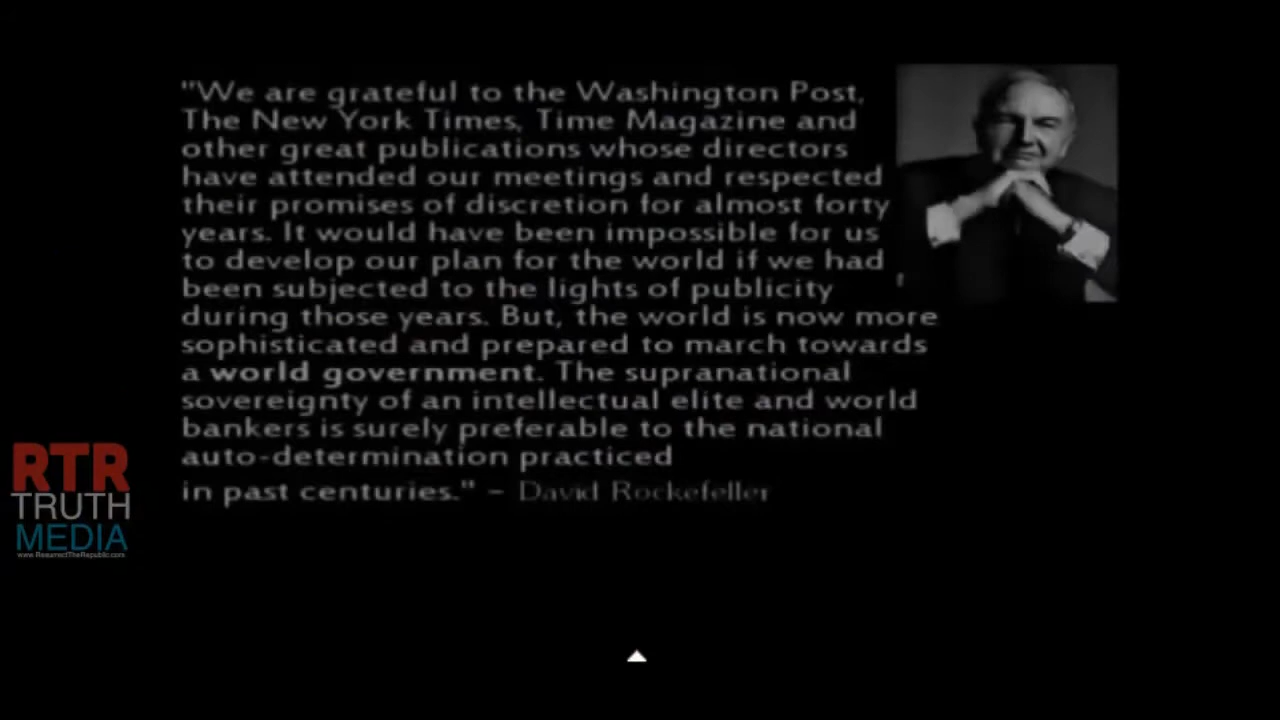 "We are grateful to the Washington Post,
The New York Times, Time Magazine and
other great publications whose directors
have attended our meetings and respected
their promises of discretion for almost forty
years. It would have been impossible for us
to develop our plan for the world if we had
been subjected to the lights of publicity
during those years. But, the world is now more
sophisticated and prepared to march towards
a world government. The supranational
sovereignty of an intellectual elite and world
bankers is surely preferable to the national
auto-determination practiced
in past centuries." – David Rockefeller
RTR
TRUTH
MEDIA
www.ResurrectTheRepublic.com